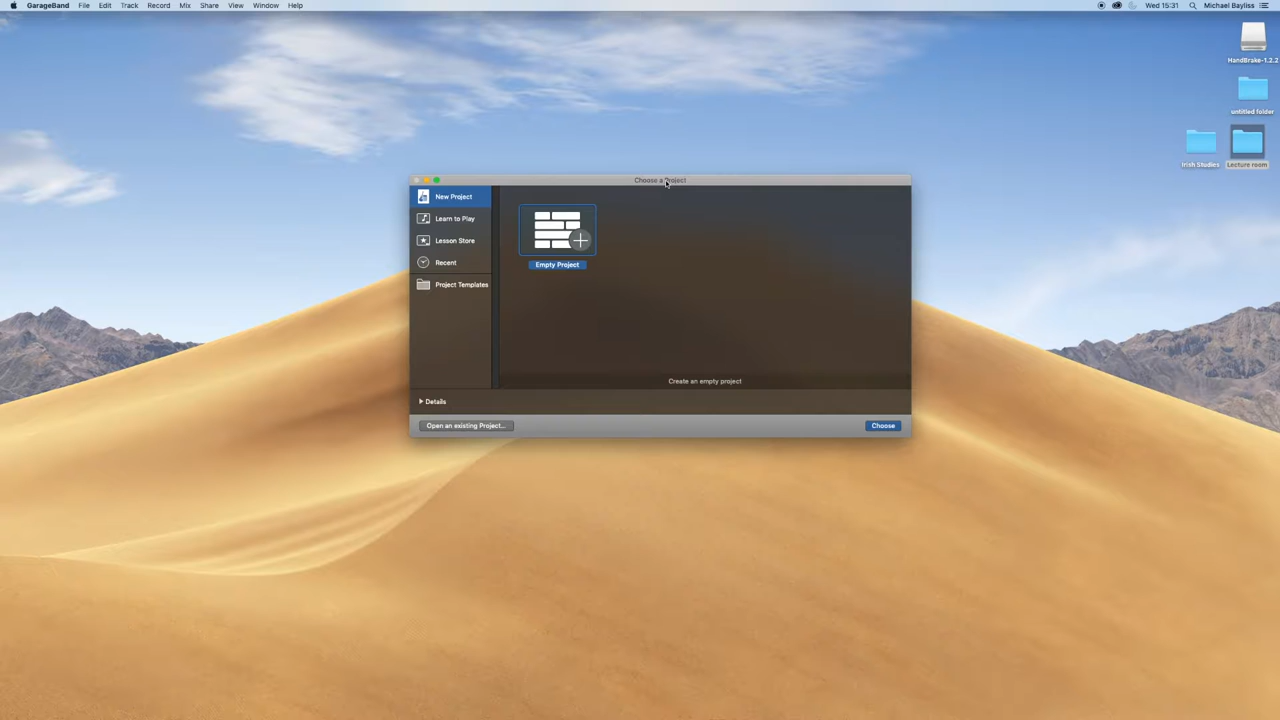 GarageBand File Edit Track Record Mix Share View Window Help
Wed 15:31 Michael Bayliss
HandBrake-1.2.2
untitled folder
Irish Studies Lecture room
Choose a Project
New Project
Learn to Play
Lesson Store
Recent
Project Templates
Empty Project
Create an empty project
Details
Open an existing Project...
Choose